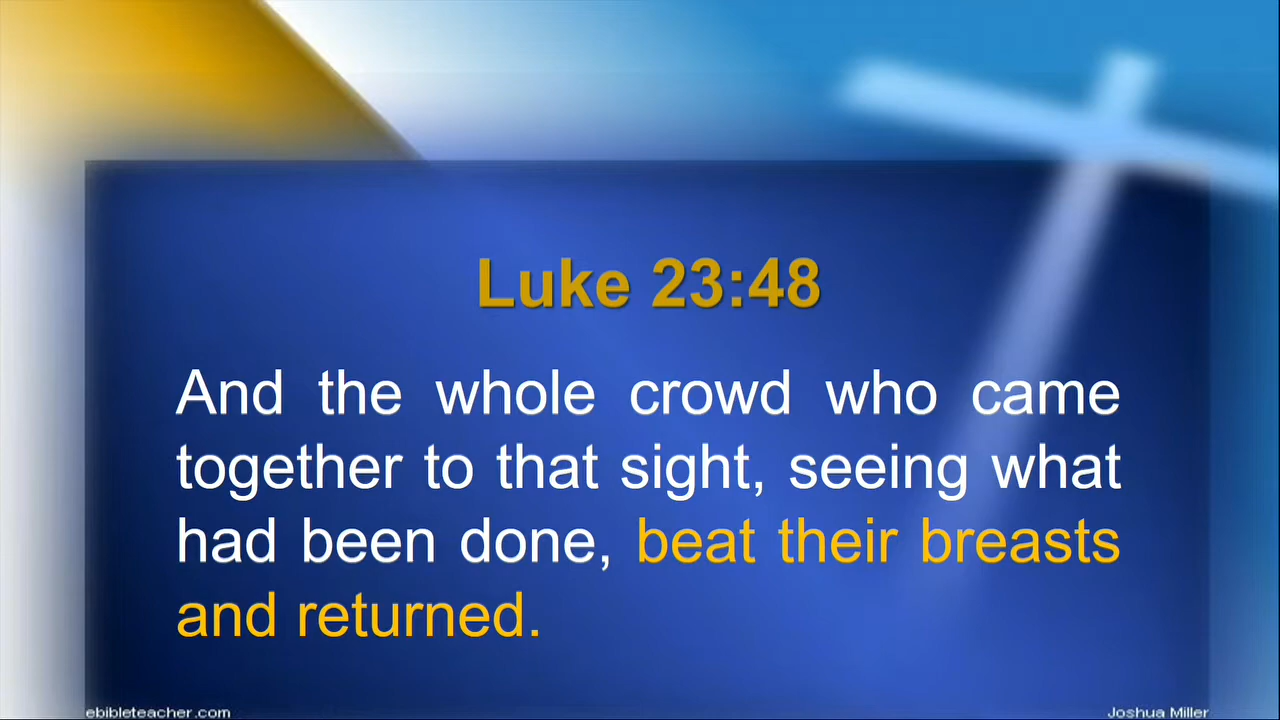 Luke 23:48
And the whole crowd who came
together to that sight, seeing what
had been done, beat their breasts
and returned.
ebibleteacher.com
Joshua Miller